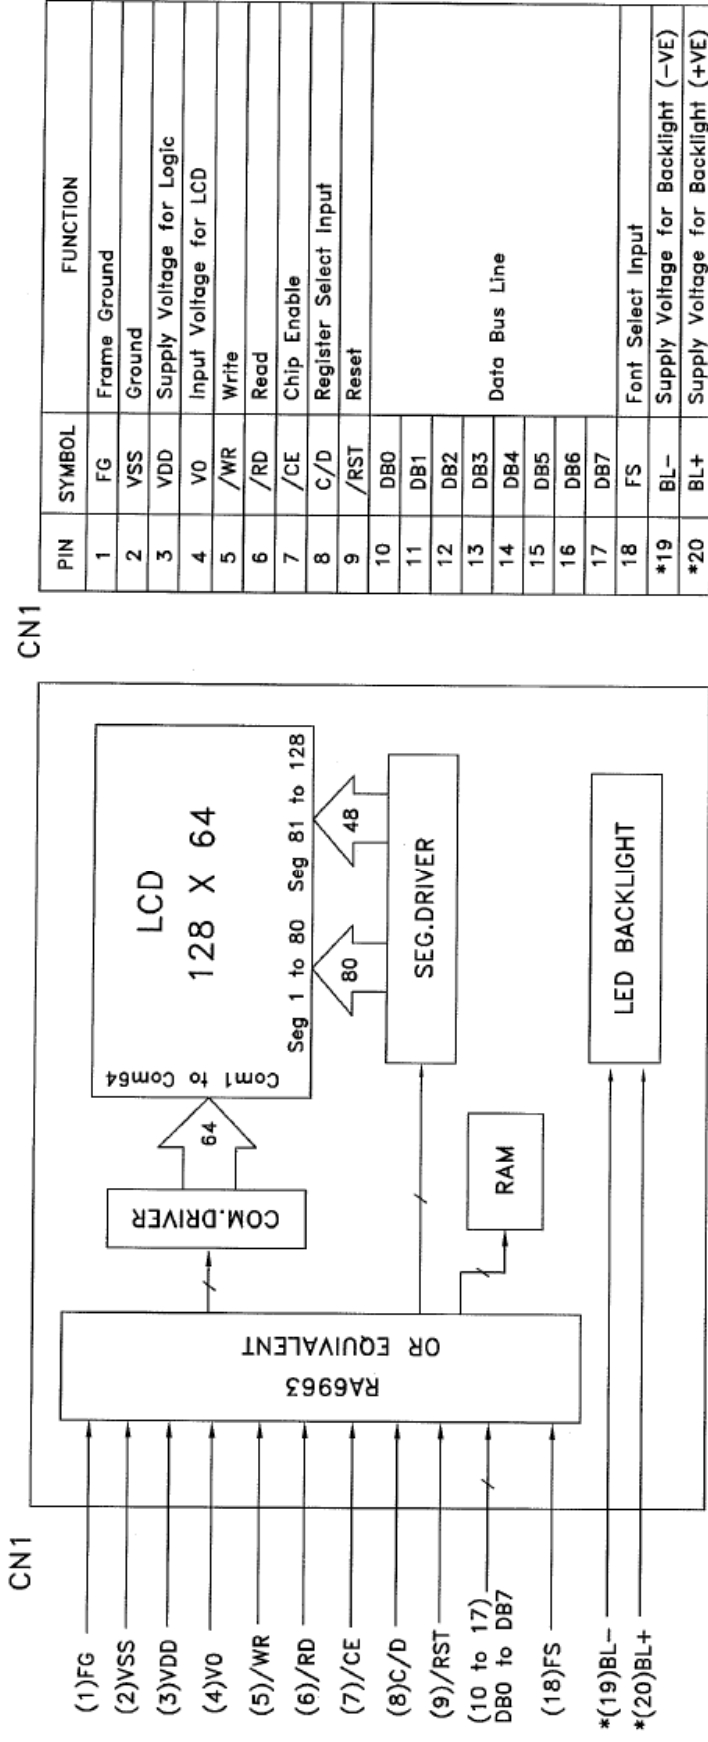 CN1
(1)FG
(2)VSS
(3)VDD
(4)V0
(5)/WR
(6)/RD
(7)/CE
(8)C/D
(9)/RST
(10 to 17)
DB0 to DB7
(18)FS
*(19)BL-
*(20)BL+
RA6963
OR EQUIVALENT
COM.DRIVER
64
Com1 to Com64
LCD
128 X 64
Seg 1 to 80 Seg 81 to 128
80 48
SEG.DRIVER
RAM
LED BACKLIGHT
CN1
PIN SYMBOL FUNCTION
1 FG Frame Ground
2 VSS Ground
3 VDD Supply Voltage for Logic
4 V0 Input Voltage for LCD
5 /WR Write
6 /RD Read
7 /CE Chip Enable
8 C/D Register Select Input
9 /RST Reset
10 DB0
11 DB1
12 DB2
13 DB3
14 DB4 Data Bus Line
15 DB5
16 DB6
17 DB7
18 FS Font Select Input
*19 BL- Supply Voltage for Backlight (-VE)
*20 BL+ Supply Voltage for Backlight (+VE)